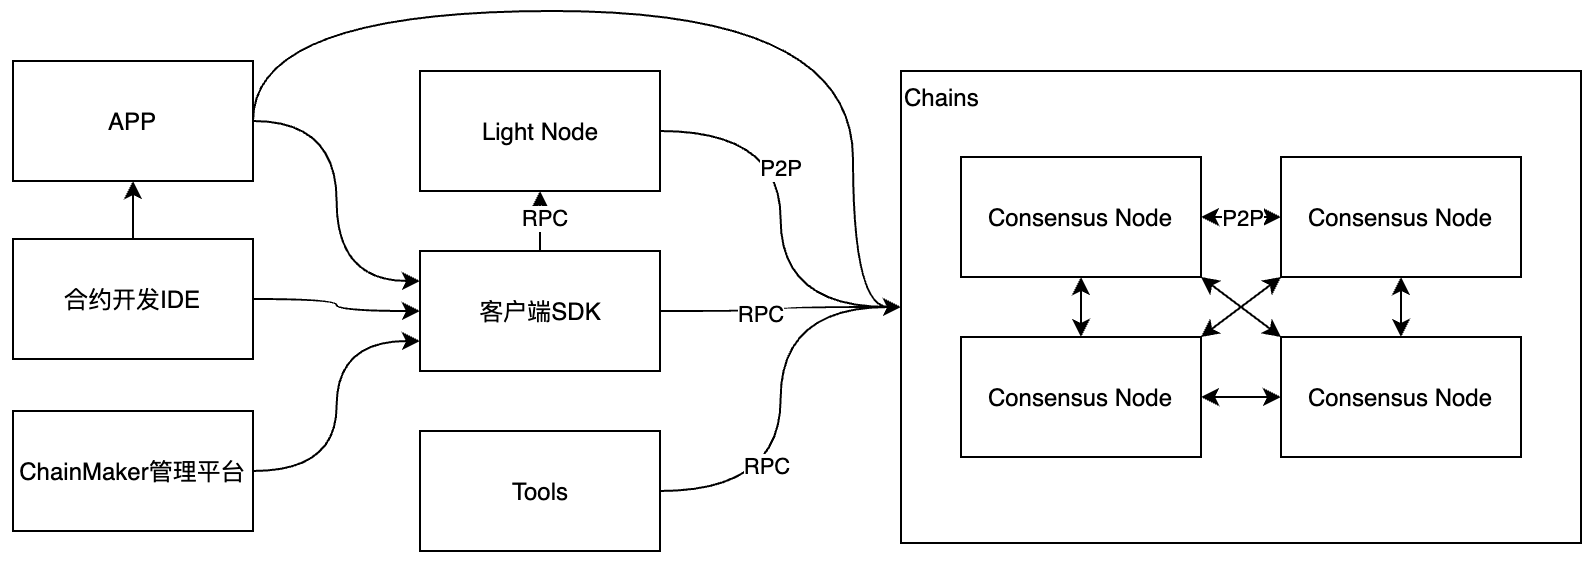 APP
合约开发IDE
ChainMaker管理平台
Light Node
P2P
RPC
客户端SDK
RPC
Tools
RPC
Chains
Consensus Node
P2P
Consensus Node
Consensus Node
Consensus Node